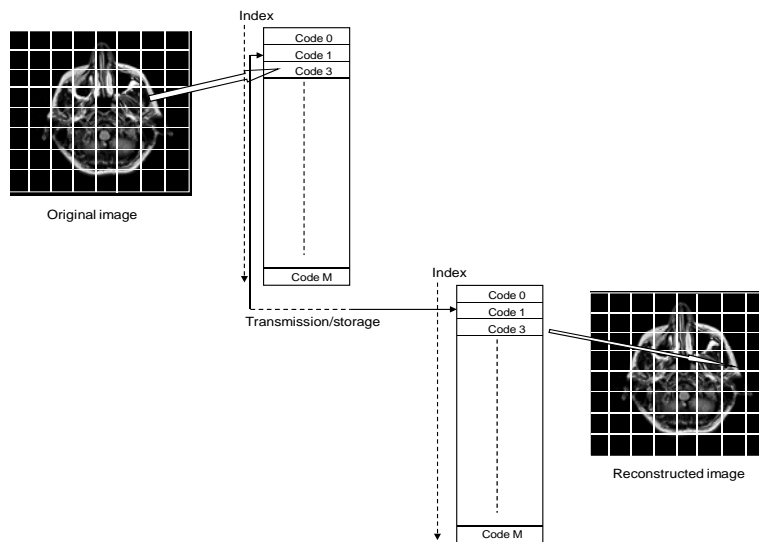 Index
Code 0
Code 1
Code 3
Original image
Code M
Index
Transmission/storage
Code 0
Code 1
Code 3
Reconstructed image
Code M